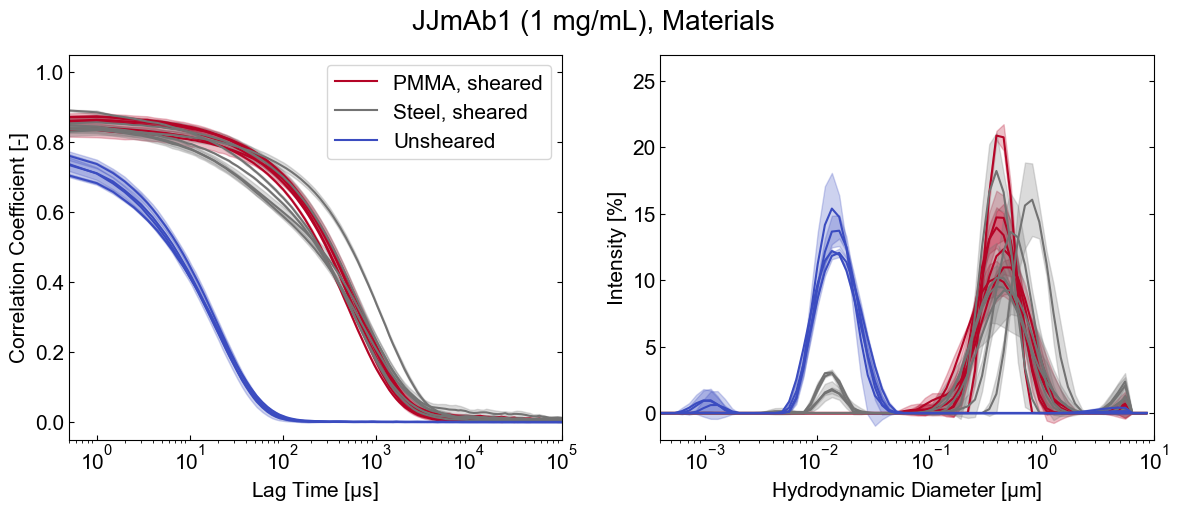 JJmAb1 (1 mg/mL), Materials
1.0
0.8
0.6
0.4
0.2
0.0
Correlation Coefficient [-]
PMMA, sheared
Steel, sheared
Unsheared
10⁰
10¹
10²
10³
10⁴
10⁵
Lag Time [µs]
25
20
15
10
5
0
Intensity [%]
10⁻³
10⁻²
10⁻¹
10⁰
10¹
Hydrodynamic Diameter [µm]